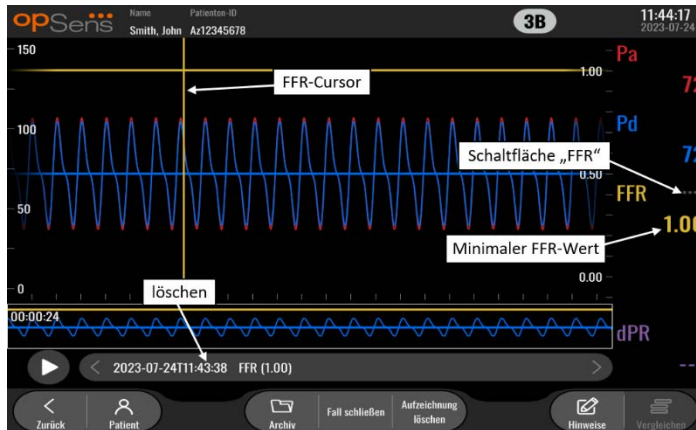 opSens
Name
Patienten-ID
Smith, John
Az12345678
3B
11:44:17
2023-07-24
150
1.00
Pa
72
FFR-Cursor
100
Pd
72
Schaltfläche „FFR“
0.50
FFR
---
50
1.00
Minimaler FFR-Wert
0.00
0
löschen
00:00:24
dPR
--
2023-07-24T11:43:38 FFR (1.00)
Zurück
Patient
Archiv
Fall schließen
Aufzeichnung
löschen
Hinweise
Vergleichen